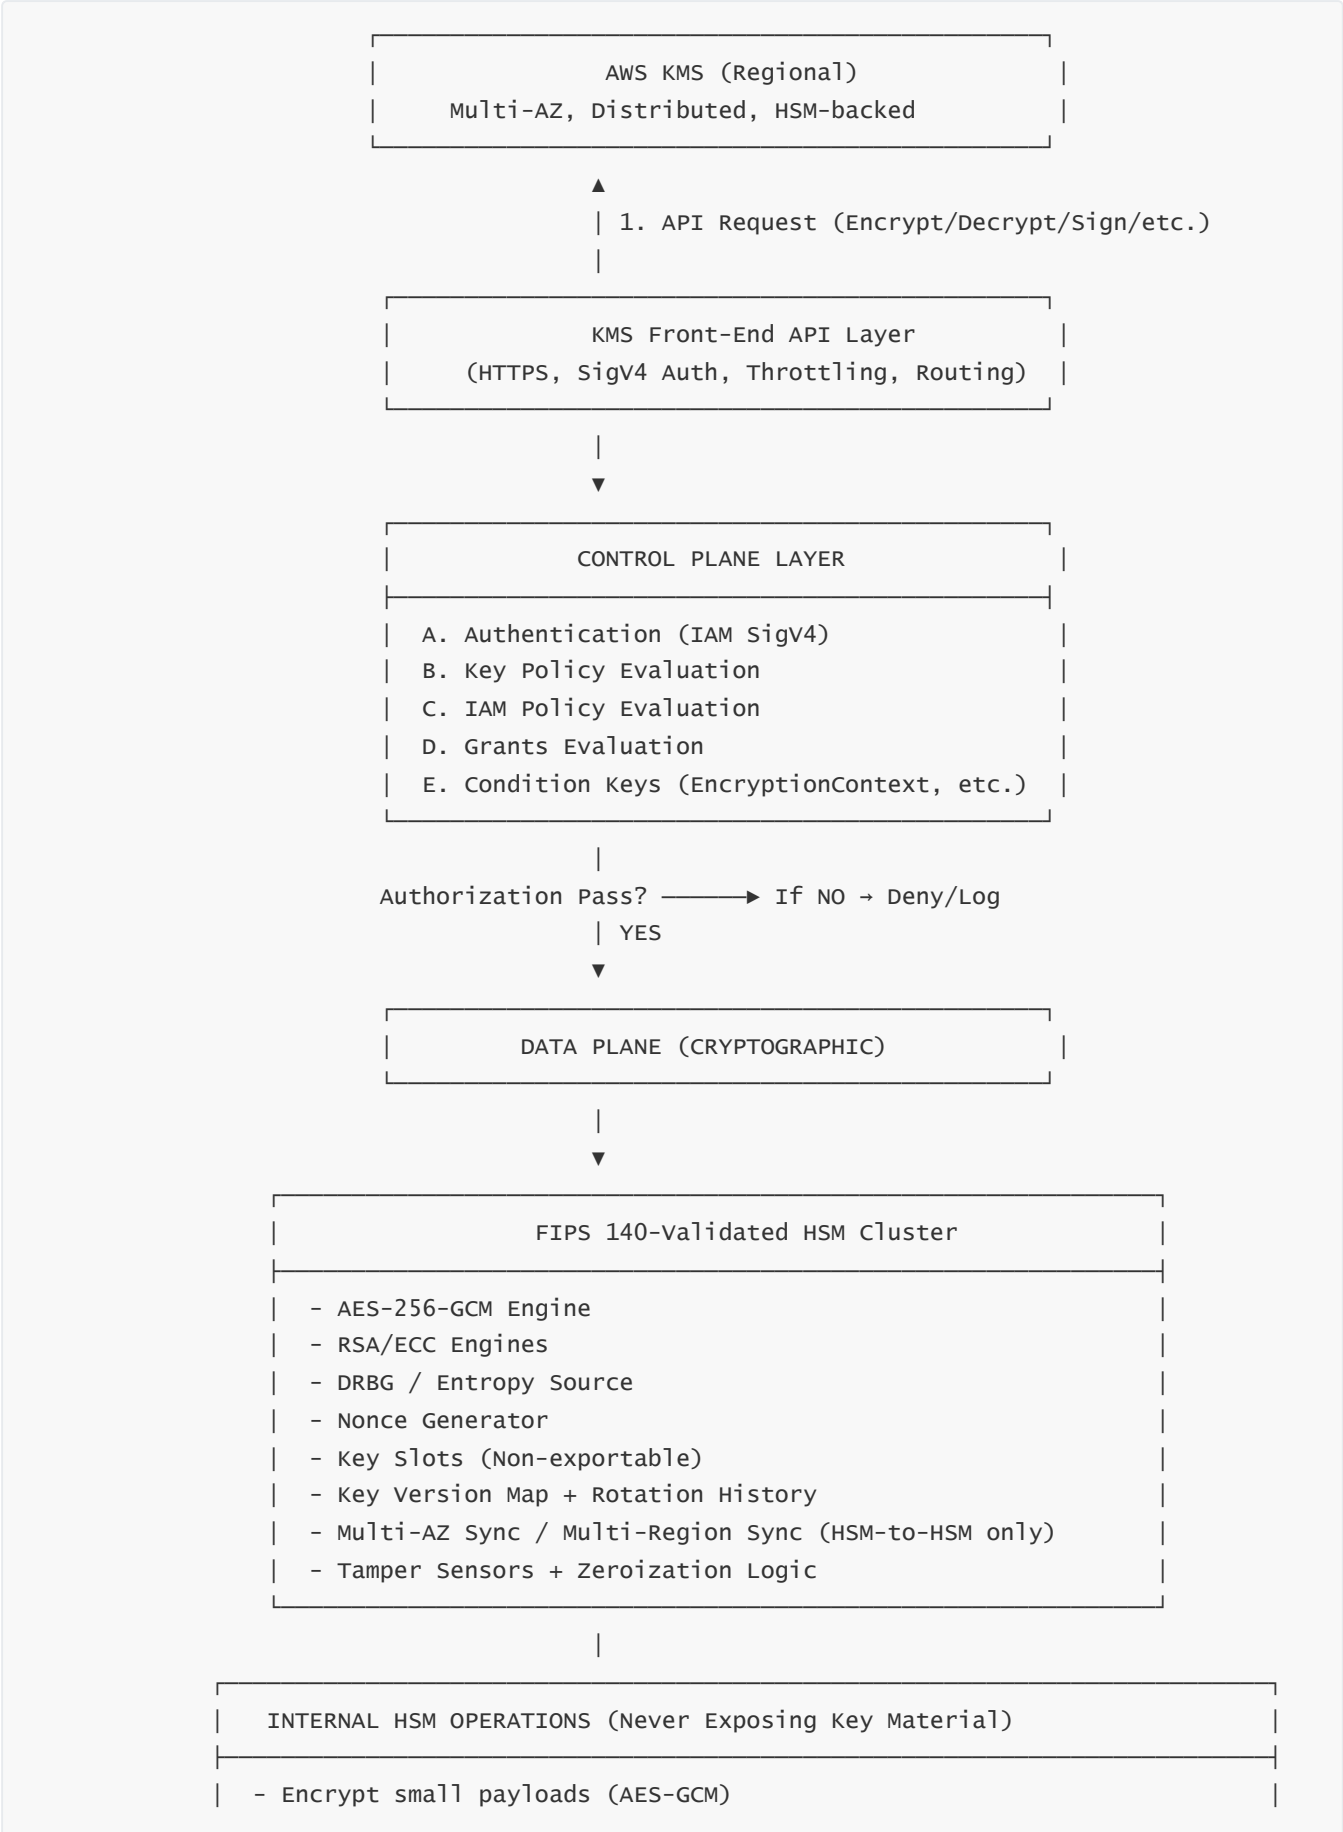 AWS KMS (Regional)
Multi-AZ, Distributed, HSM-backed
▲
│ 1. API Request (Encrypt/Decrypt/Sign/etc.)
KMS Front-End API Layer
(HTTPS, SigV4 Auth, Throttling, Routing)
▼
CONTROL PLANE LAYER
A. Authentication (IAM SigV4)
B. Key Policy Evaluation
C. IAM Policy Evaluation
D. Grants Evaluation
E. Condition Keys (EncryptionContext, etc.)
Authorization Pass? ──────► If NO → Deny/Log
│ YES
▼
DATA PLANE (CRYPTOGRAPHIC)
▼
FIPS 140-Validated HSM Cluster
- AES-256-GCM Engine
- RSA/ECC Engines
- DRBG / Entropy Source
- Nonce Generator
- Key Slots (Non-exportable)
- Key Version Map + Rotation History
- Multi-AZ Sync / Multi-Region Sync (HSM-to-HSM only)
- Tamper Sensors + Zeroization Logic
INTERNAL HSM OPERATIONS (Never Exposing Key Material)
- Encrypt small payloads (AES-GCM)